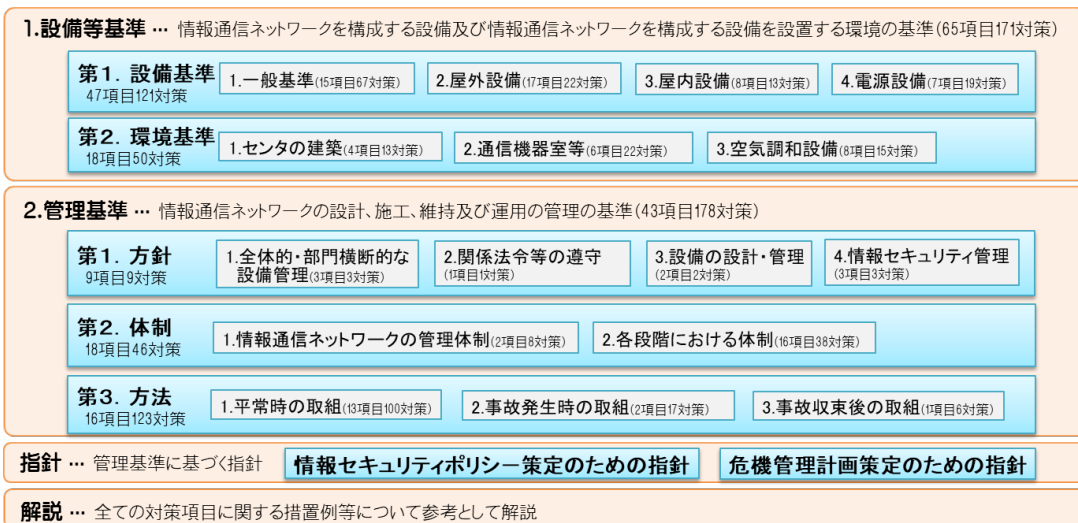 1.設備等基準 … 情報通信ネットワークを構成する設備及び情報通信ネットワークを構成する設備を設置する環境の基準(65項目171対策)
第1. 設備基準
47項目121対策
1.一般基準(15項目67対策)
2.屋外設備(17項目22対策)
3.屋内設備(8項目13対策)
4.電源設備(7項目19対策)
第2. 環境基準
18項目50対策
1.センタの建築(4項目13対策)
2.通信機器室等(6項目22対策)
3.空気調和設備(8項目15対策)
2.管理基準 … 情報通信ネットワークの設計、施工、維持及び運用の管理の基準(43項目178対策)
第1. 方針
9項目9対策
1.全体的・部門横断的な
設備管理(3項目3対策)
2.関係法令等の遵守
(1項目1対策)
3.設備の設計・管理
(2項目2対策)
4.情報セキュリティ管理
(3項目3対策)
第2. 体制
18項目46対策
1.情報通信ネットワークの管理体制(2項目8対策)
2.各段階における体制(16項目38対策)
第3. 方法
16項目123対策
1.平常時の取組(13項目100対策)
2.事故発生時の取組(2項目17対策)
3.事故収束後の取組(1項目6対策)
指針 … 管理基準に基づく指針
情報セキュリティポリシー策定のための指針
危機管理計画策定のための指針
解説 … 全ての対策項目に関する措置例等について参考として解説